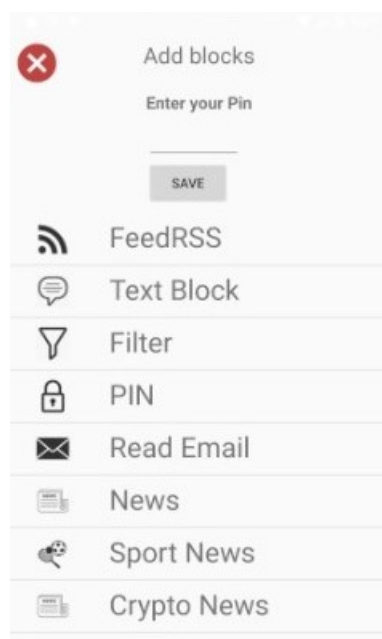 Add blocks
Enter your Pin
SAVE
FeedRSS
Text Block
Filter
PIN
Read Email
News
Sport News
Crypto News